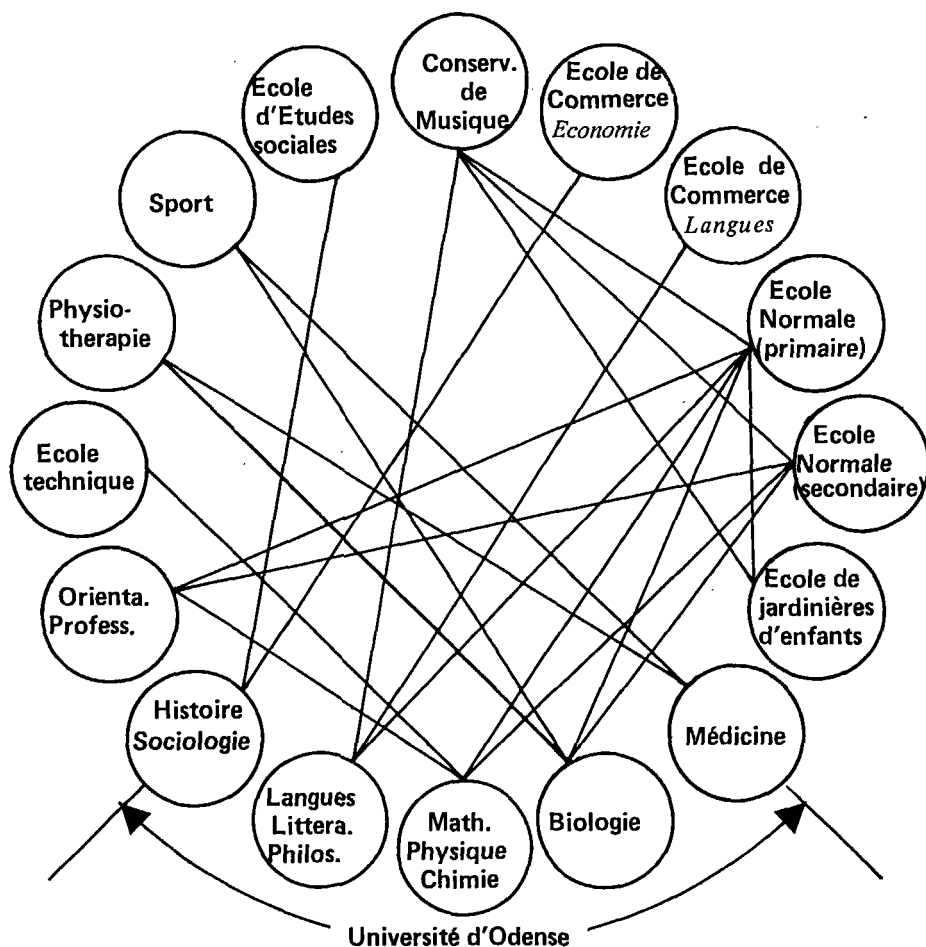 Conserv.
de
Musique
Ecole de
Commerce
Economie
Ecole
d'Etudes
sociales
Ecole de
Commerce
Langues
Sport
Ecole
Normale
(primaire)
Physio-
therapie
Ecole
Normale
(secondaire)
Ecole
technique
Ecole de
jardinières
d'enfants
Orienta.
Profess.
Histoire
Sociologie
Médicine
Langues
Littera.
Philos.
Math.
Physique
Chimie
Biologie
Université d'Odense